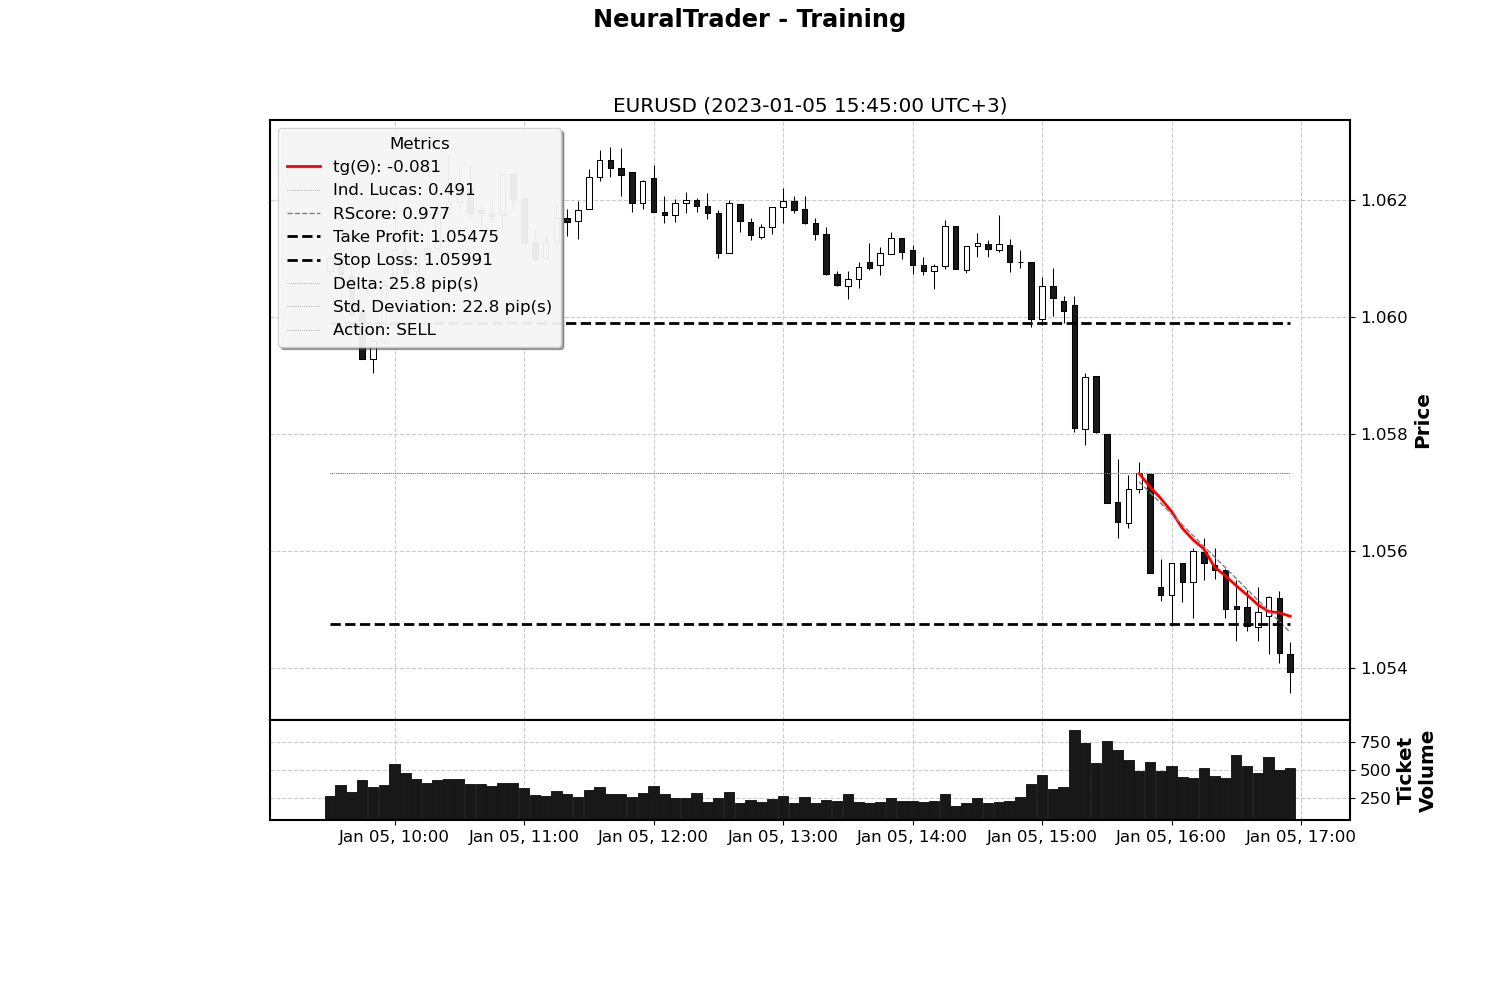 NeuralTrader - Training
EURUSD (2023-01-05 15:45:00 UTC+3)
Metrics
tg(Θ): -0.081
Ind. Lucas: 0.491
RScore: 0.977
Take Profit: 1.05475
Stop Loss: 1.05991
Delta: 25.8 pip(s)
Std. Deviation: 22.8 pip(s)
Action: SELL
1.062
1.060
1.058
1.056
1.054
Price
750
500
250
Ticket
Volume
Jan 05, 10:00
Jan 05, 11:00
Jan 05, 12:00
Jan 05, 13:00
Jan 05, 14:00
Jan 05, 15:00
Jan 05, 16:00
Jan 05, 17:00